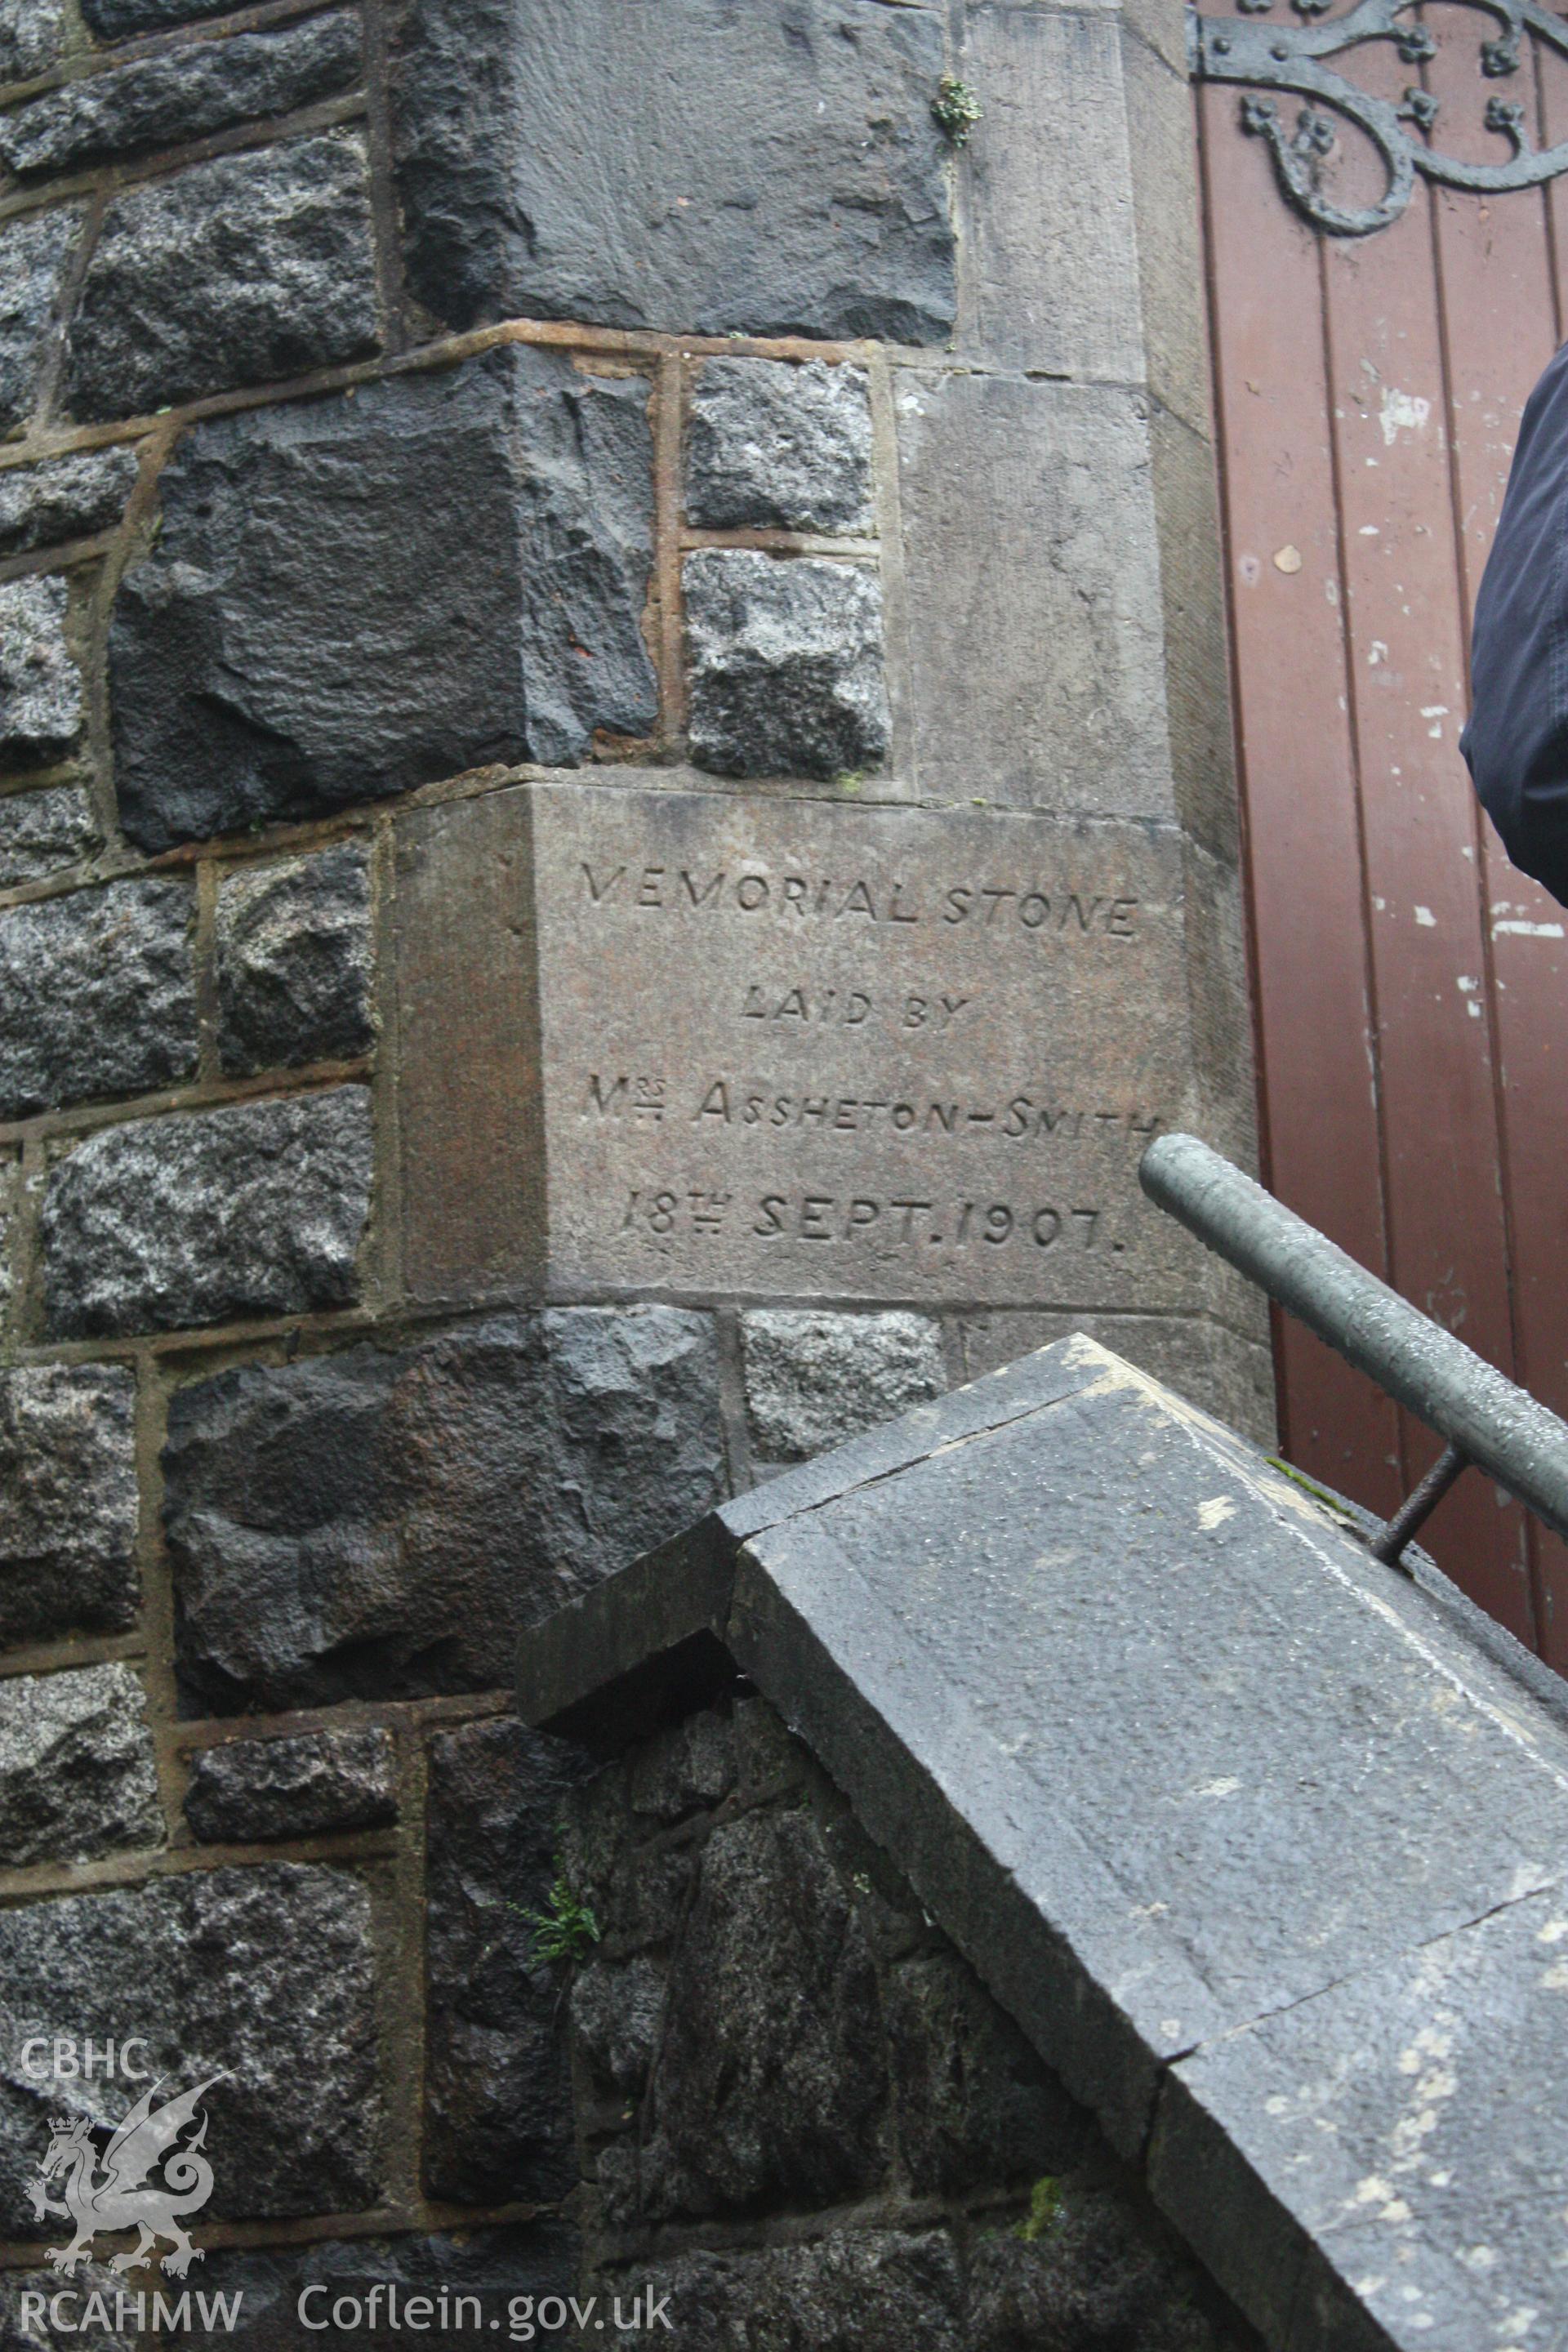 MEMORIAL STONE
LAID BY
MRS ASSHETON-SMITH
18TH SEPT. 1907.
CBHC
RCAHMW
Coflein.gov.uk